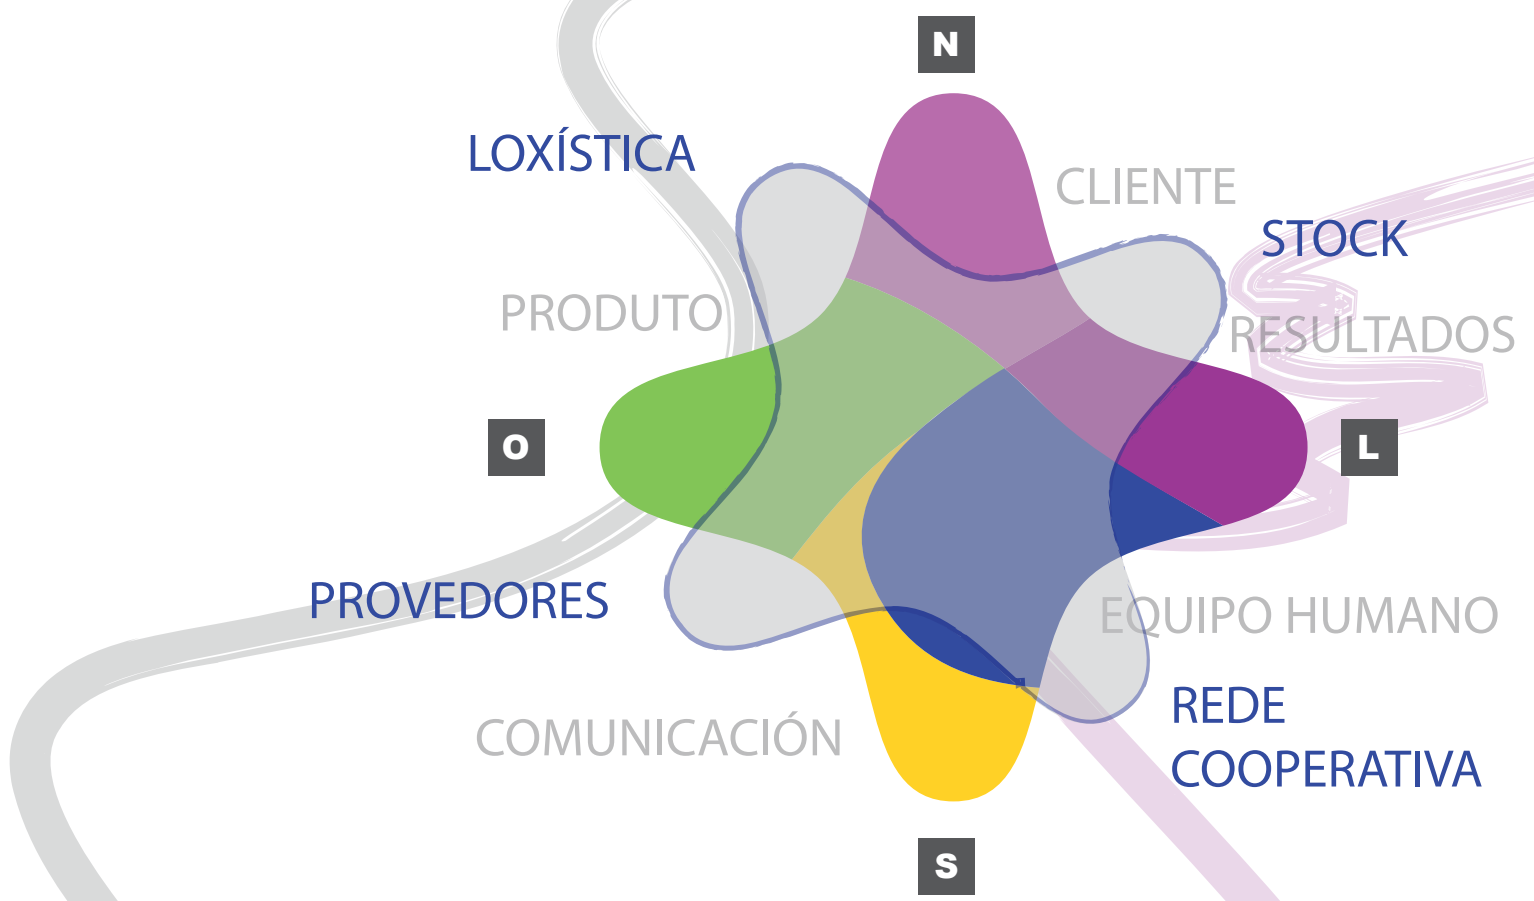 N
LOXÍSTICA
CLIENTE
STOCK
PRODUTO
RESULTADOS
O
L
PROVEDORES
EQUIPO HUMANO
REDE
COOPERATIVA
COMUNICACIÓN
S